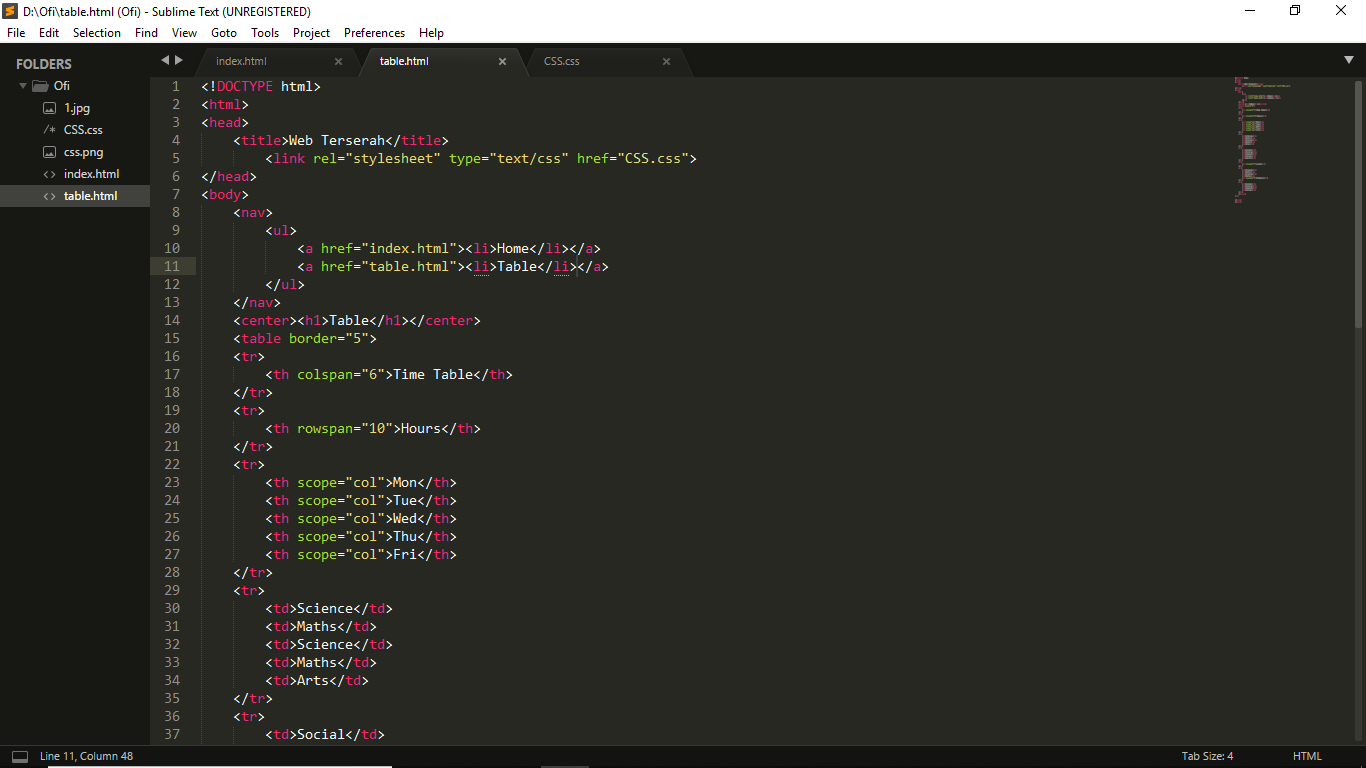 D:\Ofi\table.html (Ofi) - Sublime Text (UNREGISTERED)
File Edit Selection Find View Goto Tools Project Preferences Help
FOLDERS
Ofi
1.jpg
/* CSS.css
css.png
<> index.html
<> table.html
index.html × table.html × CSS.css ×
1 <!DOCTYPE html>
2 <html>
3 <head>
4 <title>Web Terserah</title>
5 <link rel="stylesheet" type="text/css" href="CSS.css">
6 </head>
7 <body>
8 <nav>
9 <ul>
10 <a href="index.html"><li>Home</li></a>
11 <a href="table.html"><li>Table</li></a>
12 </ul>
13 </nav>
14 <center><h1>Table</h1></center>
15 <table border="5">
16 <tr>
17 <th colspan="6">Time Table</th>
18 </tr>
19 <tr>
20 <th rowspan="10">Hours</th>
21 </tr>
22 <tr>
23 <th scope="col">Mon</th>
24 <th scope="col">Tue</th>
25 <th scope="col">Wed</th>
26 <th scope="col">Thu</th>
27 <th scope="col">Fri</th>
28 </tr>
29 <tr>
30 <td>Science</td>
31 <td>Maths</td>
32 <td>Science</td>
33 <td>Maths</td>
34 <td>Arts</td>
35 </tr>
36 <tr>
37 <td>Social</td>
Line 11, Column 48 Tab Size: 4 HTML